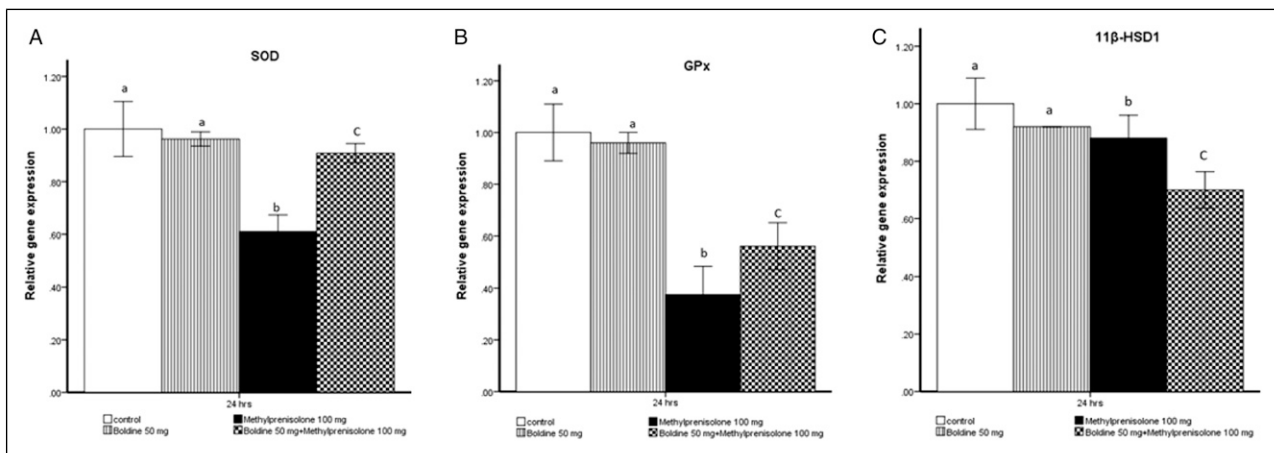 A
SOD
Relative gene expression
1.20
1.00
.80
.60
.40
.20
.00
a
a
b
C
24 hrs
control
Methylprenisolone 100 mg
Boldine 50 mg
Boldine 50 mg+Methylprenisolone 100 mg
B
GPx
Relative gene expression
1.20
1.00
.80
.60
.40
.20
.00
a
a
b
C
24 hrs
control
Methylprenisolone 100 mg
Boldine 50 mg
Boldine 50 mg+Methylprenisolone 100 mg
C
11β-HSD1
Relative gene expression
1.20
1.00
0.80
0.60
0.40
0.20
.00
a
a
b
C
24 hrs
control
Methylprenisolone 100 mg
Boldine 50 mg
Boldine 50 mg+Methylprenisolone 100 mg